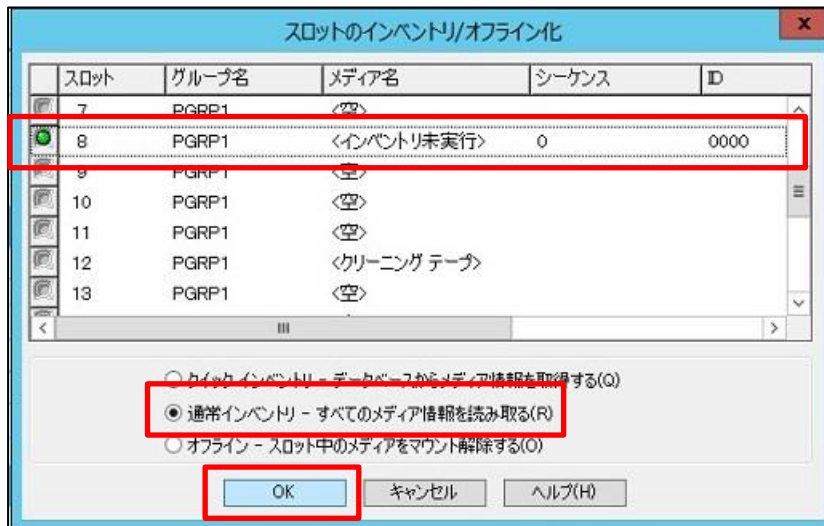 スロットのインベントリ/オフライン化
x
スロット グループ名 メディア名 シーケンス ID
7 PGRP1 <空>
8 PGRP1 <インベントリ未実行> 0 0000
9 PGRP1 <空>
10 PGRP1 <空>
11 PGRP1 <空>
12 PGRP1 <クリーニング テープ>
13 PGRP1 <空>
クイック インベントリ - データベースからメディア情報を取得する(Q)
通常インベントリ - すべてのメディア情報を読み取る(R)
オフライン - スロット中のメディアをマウント解除する(O)
OK キャンセル ヘルプ(H)